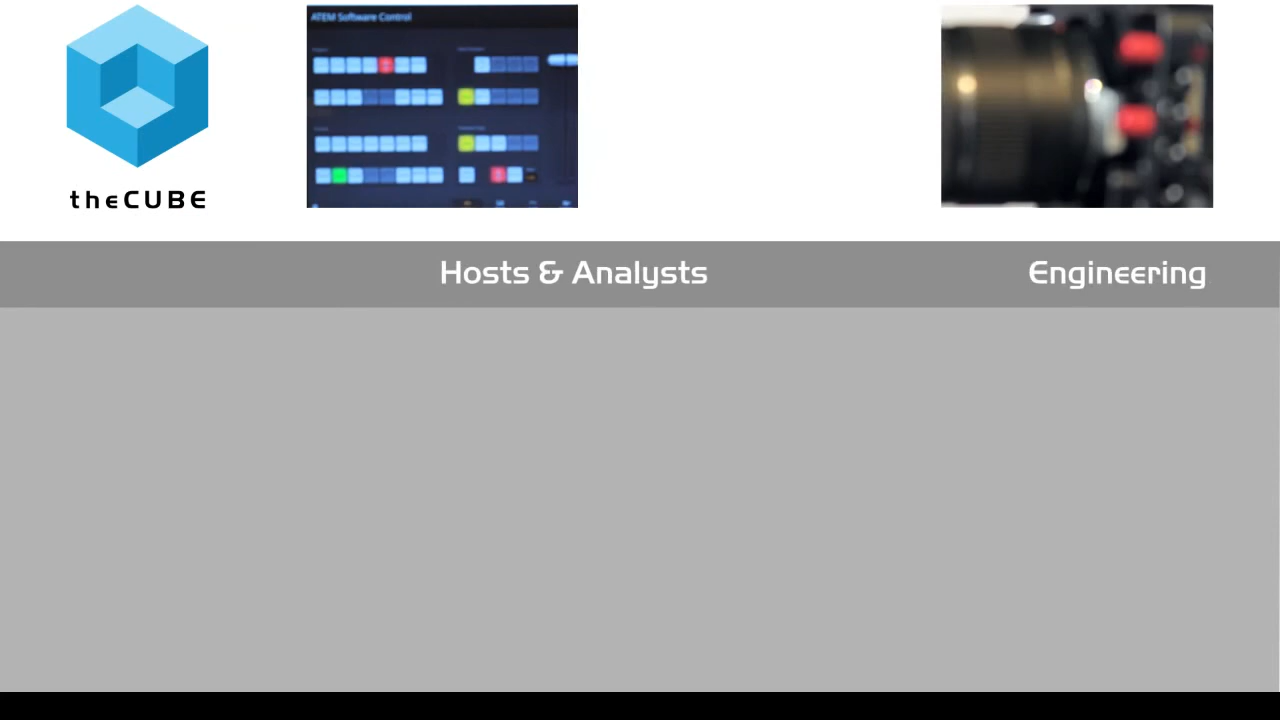 ATEM Software Control
theCUBE
Hosts & Analysts
Engineering